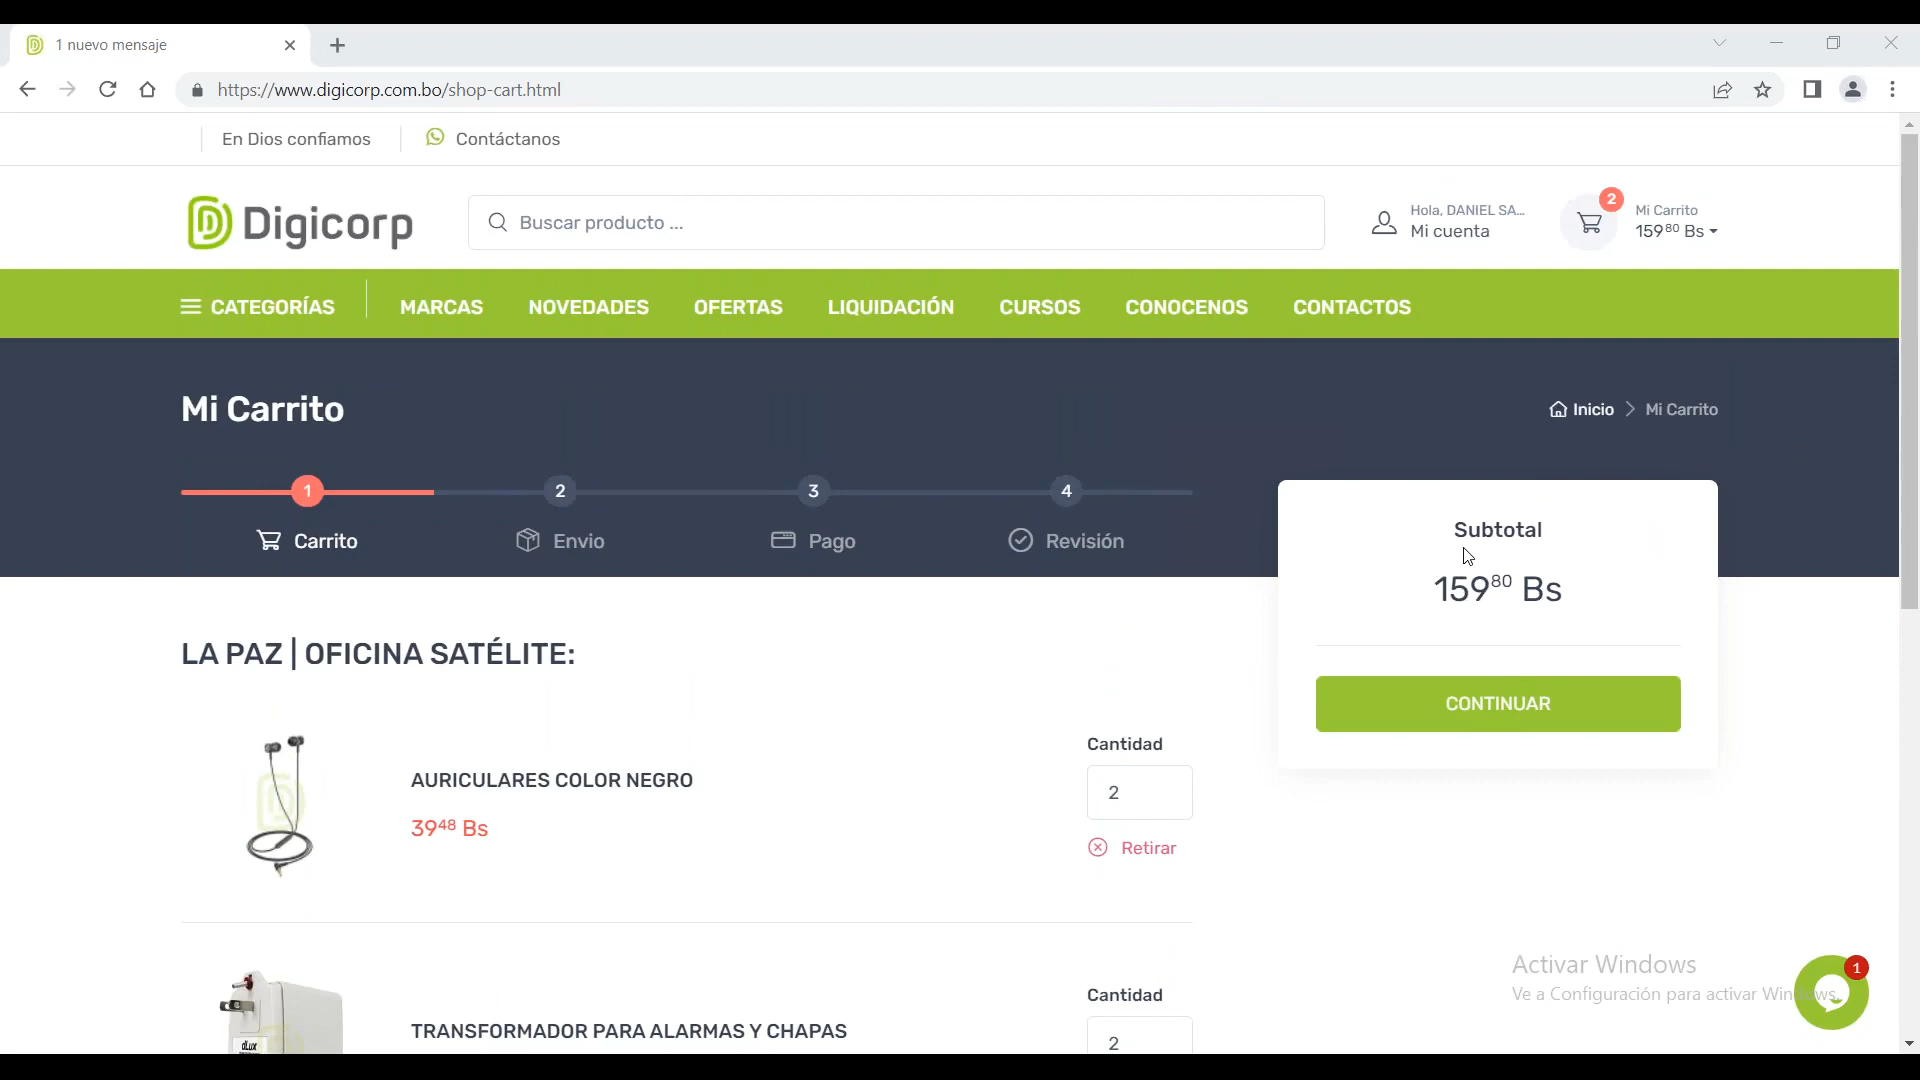 1 nuevo mensaje
https://www.digicorp.com.bo/shop-cart.html
En Dios confiamos
Contáctanos
Digicorp
Buscar producto ...
Hola, DANIEL SA...
Mi cuenta
2
Mi Carrito
159⁸⁰ Bs
CATEGORÍAS
MARCAS
NOVEDADES
OFERTAS
LIQUIDACIÓN
CURSOS
CONOCENOS
CONTACTOS
Mi Carrito
Inicio
Mi Carrito
1
2
3
4
Carrito
Envio
Pago
Revisión
Subtotal
159⁸⁰ Bs
CONTINUAR
LA PAZ | OFICINA SATÉLITE:
AURICULARES COLOR NEGRO
39⁴⁸ Bs
Cantidad
2
Retirar
dLux
TRANSFORMADOR PARA ALARMAS Y CHAPAS
Cantidad
2
Activar Windows
Ve a Configuración para activar Windows.
1